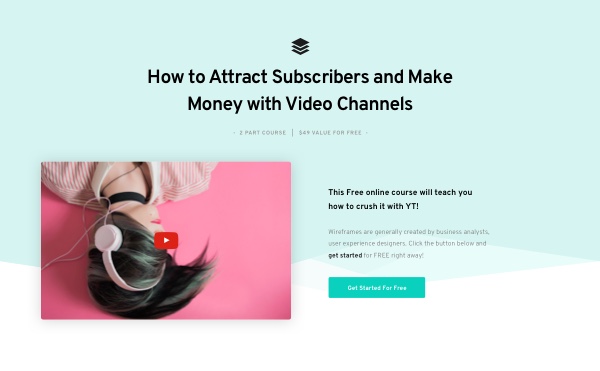 How to Attract Subscribers and Make
Money with Video Channels
- 2 PART COURSE | $49 VALUE FOR FREE -
This Free online course will teach you
how to crush it with YT!
Wireframes are generally created by business analysts,
user experience designers. Click the button below and
get started for FREE right away!
Get Started For Free